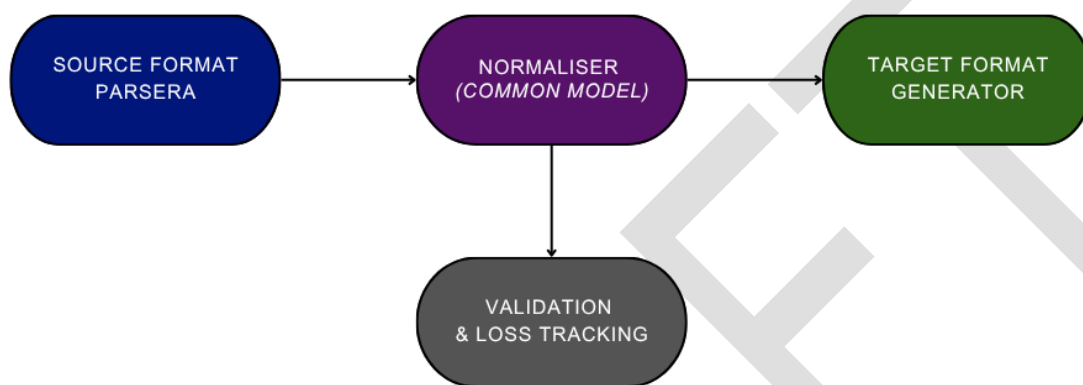 SOURCE FORMAT
PARSERA
NORMALISER
(COMMON MODEL)
TARGET FORMAT
GENERATOR
VALIDATION
& LOSS TRACKING